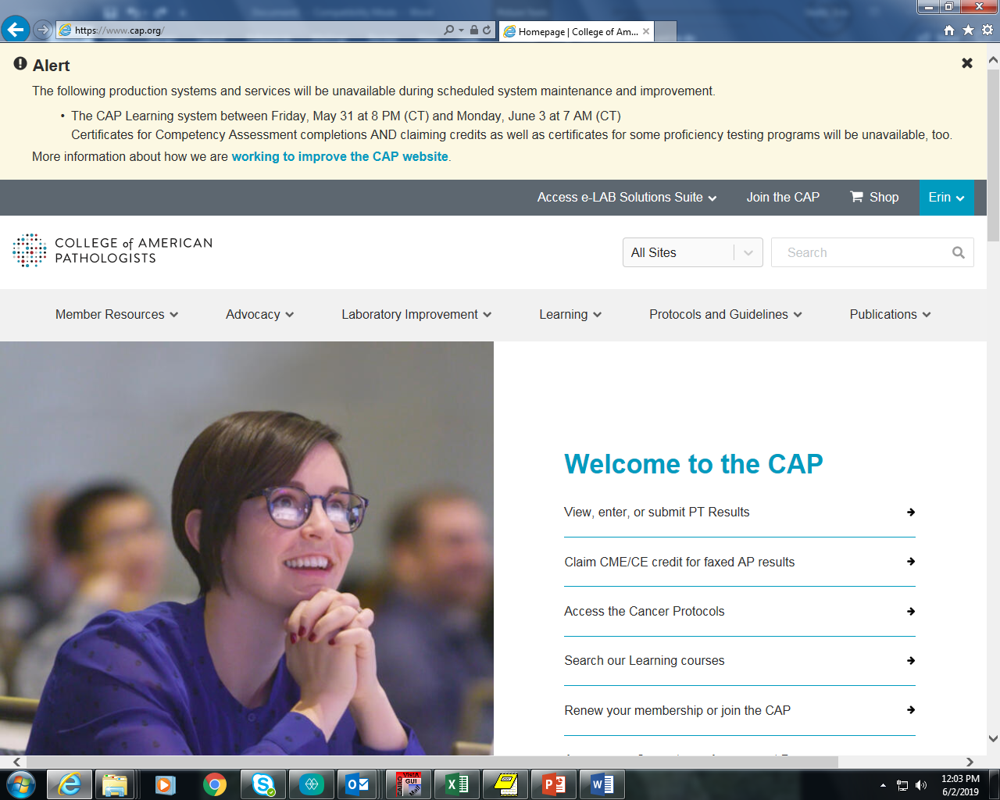 https://www.cap.org/
Homepage | College of Am...
Alert
The following production systems and services will be unavailable during scheduled system maintenance and improvement.
• The CAP Learning system between Friday, May 31 at 8 PM (CT) and Monday, June 3 at 7 AM (CT)
Certificates for Competency Assessment completions AND claiming credits as well as certificates for some proficiency testing programs will be unavailable, too.
More information about how we are working to improve the CAP website.
Access e-LAB Solutions Suite
Join the CAP
Shop
Erin
COLLEGE of AMERICAN
PATHOLOGISTS
All Sites
Search
Member Resources
Advocacy
Laboratory Improvement
Learning
Protocols and Guidelines
Publications
Welcome to the CAP
View, enter, or submit PT Results
Claim CME/CE credit for faxed AP results
Access the Cancer Protocols
Search our Learning courses
Renew your membership or join the CAP
12:03 PM
6/2/2019